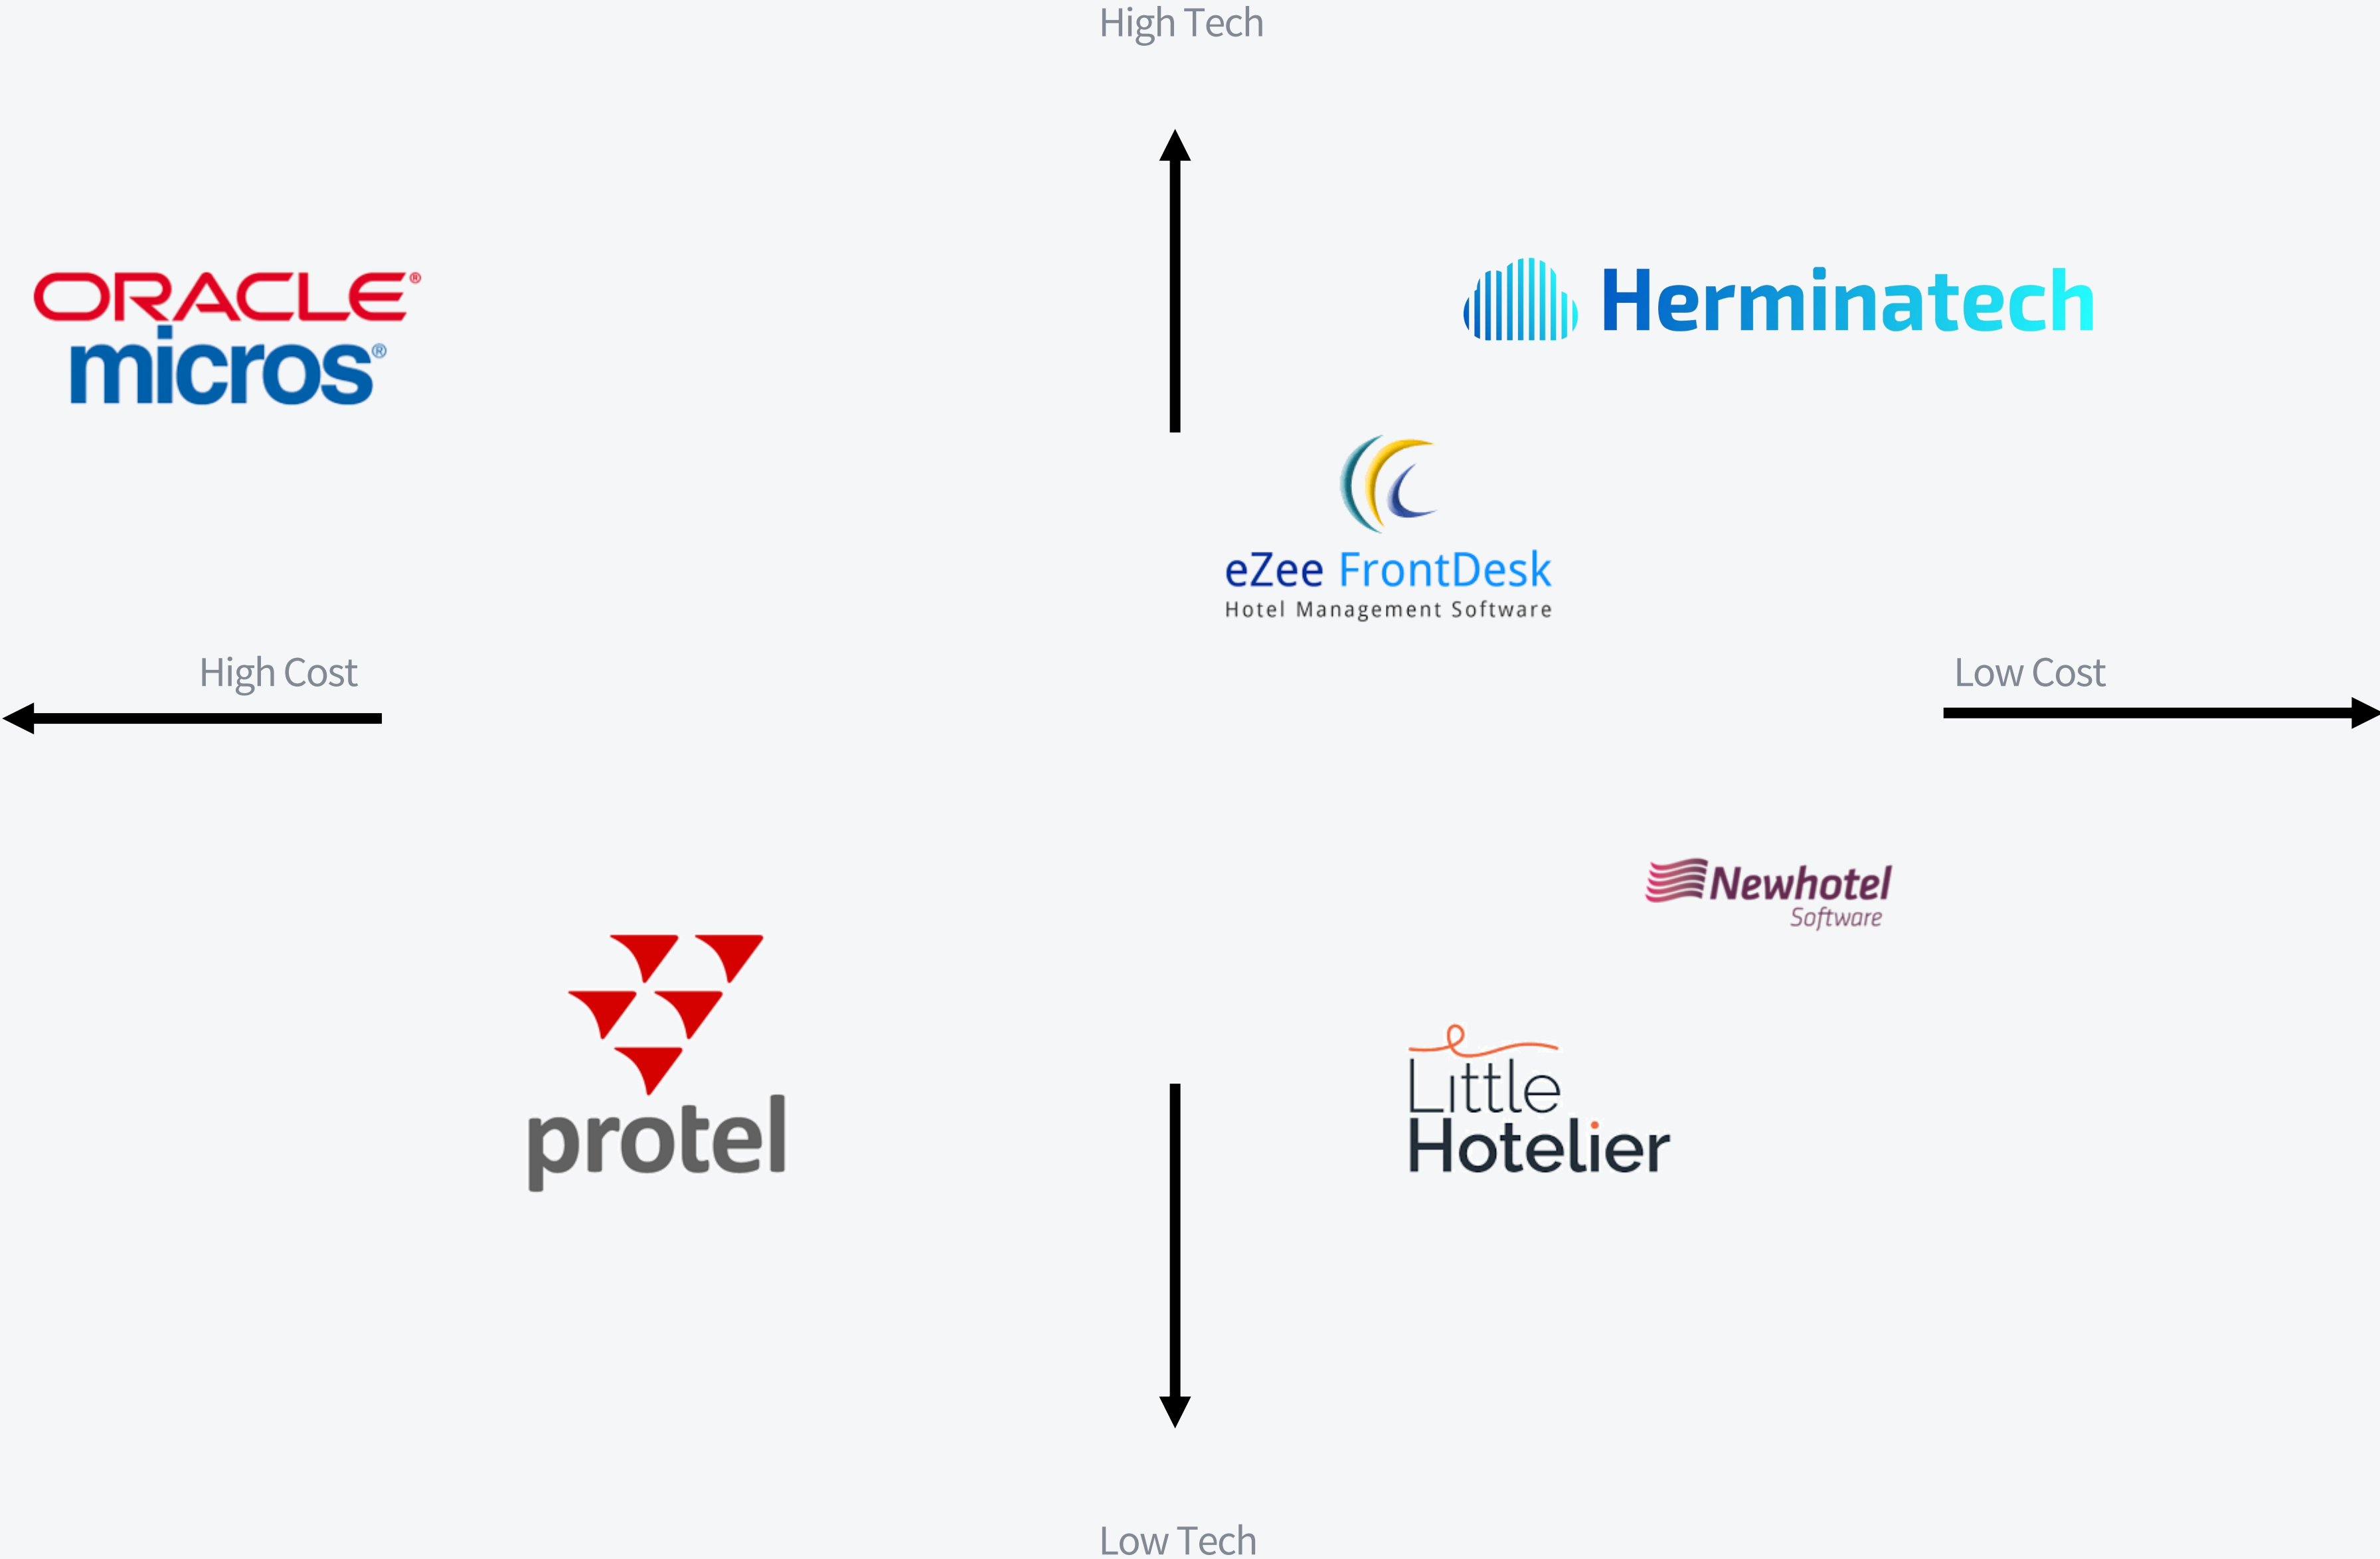 High Tech
ORACLE®
micros®
Herminatech
eZee FrontDesk
Hotel Management Software
High Cost
Low Cost
Newhotel
Software
protel
Little
Hotelier
Low Tech